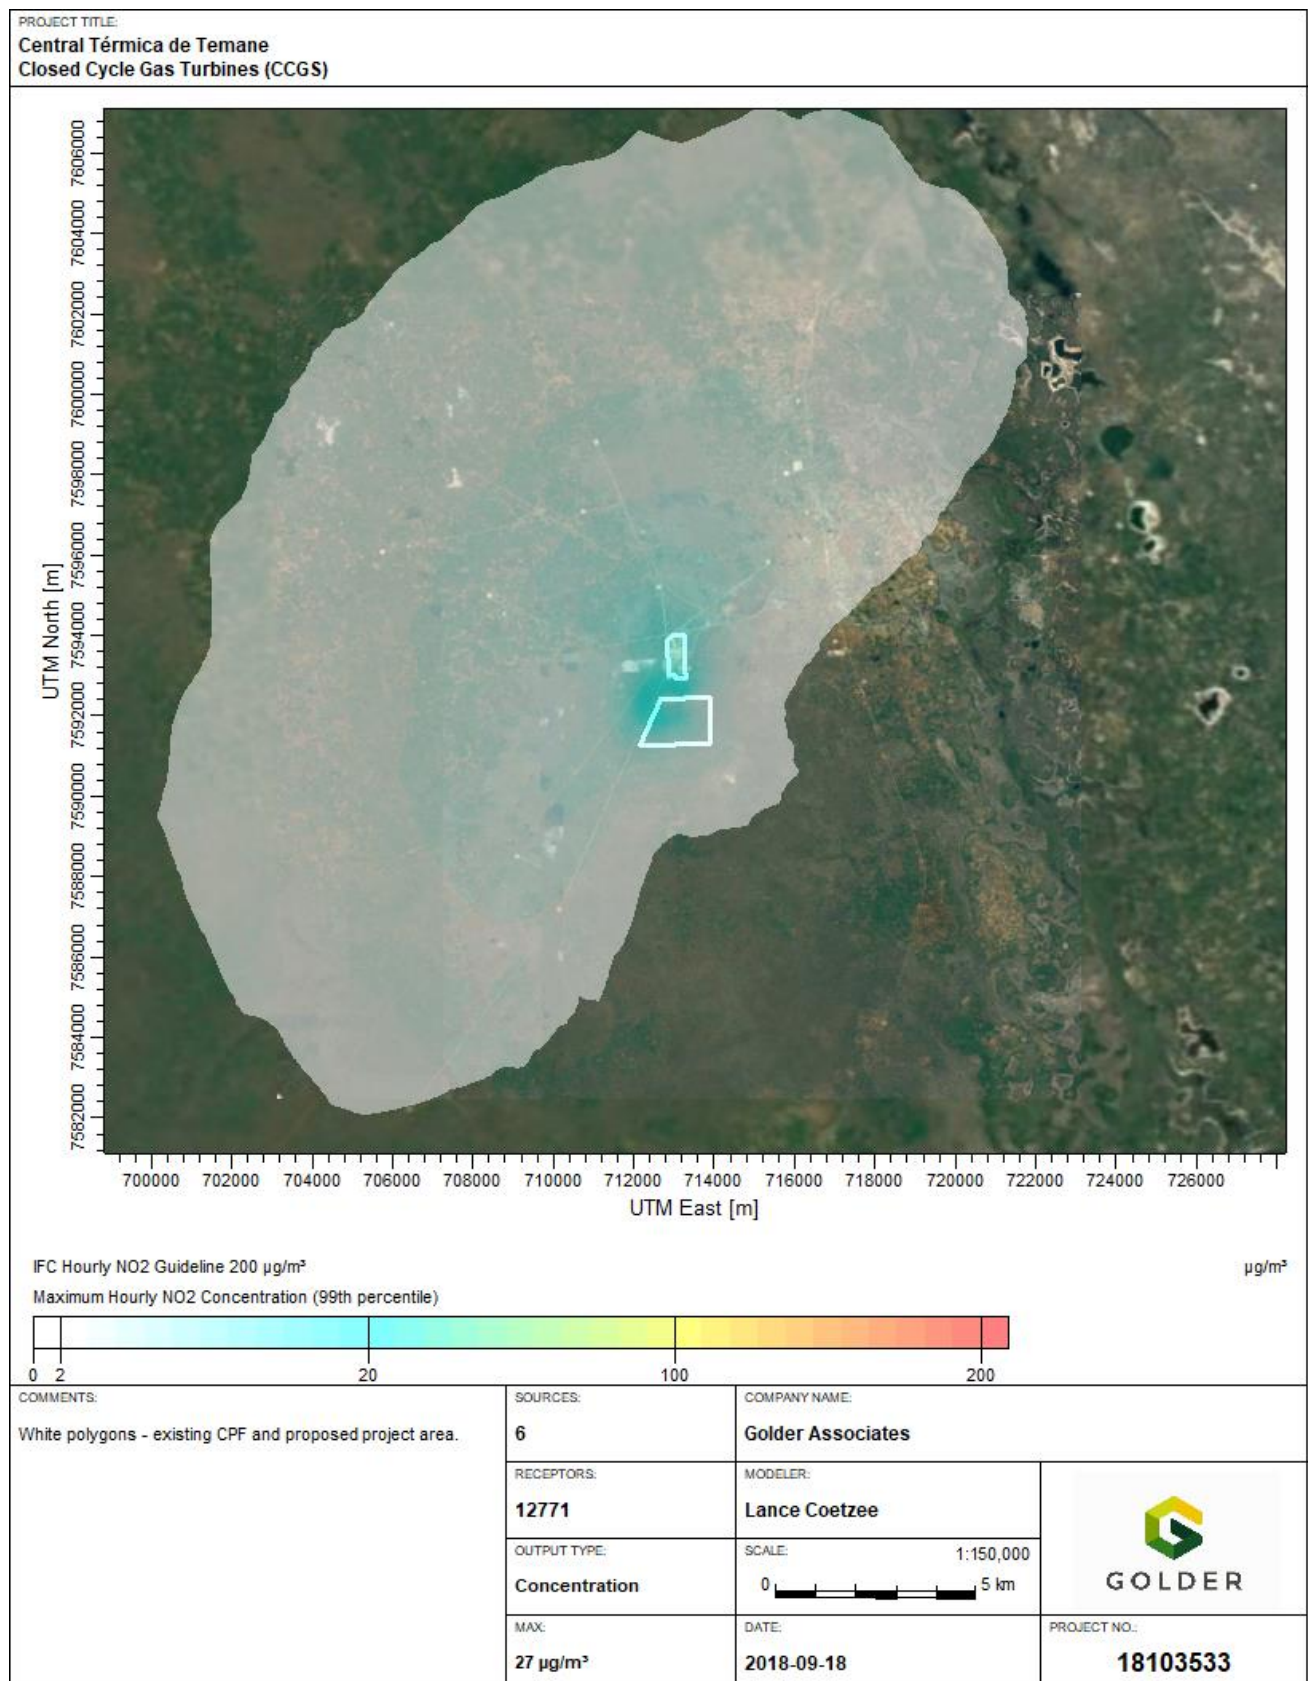 PROJECT TITLE:
Central Térmica de Temane
Closed Cycle Gas Turbines (CCGS)
UTM North [m]
7606000
7604000
7602000
7600000
7598000
7596000
7594000
7592000
7590000
7588000
7586000
7584000
7582000
700000 702000 704000 706000 708000 710000 712000 714000 716000 718000 720000 722000 724000 726000
UTM East [m]
IFC Hourly NO2 Guideline 200 µg/m³ µg/m³
Maximum Hourly NO2 Concentration (99th percentile)
0 2 20 100 200
COMMENTS:
White polygons - existing CPF and proposed project area.
SOURCES:
6
COMPANY NAME:
Golder Associates
RECEPTORS:
12771
MODELER:
Lance Coetzee
OUTPUT TYPE:
Concentration
SCALE: 1:150,000
0 5 km
GOLDER
MAX:
27 µg/m³
DATE:
2018-09-18
PROJECT NO.:
18103533